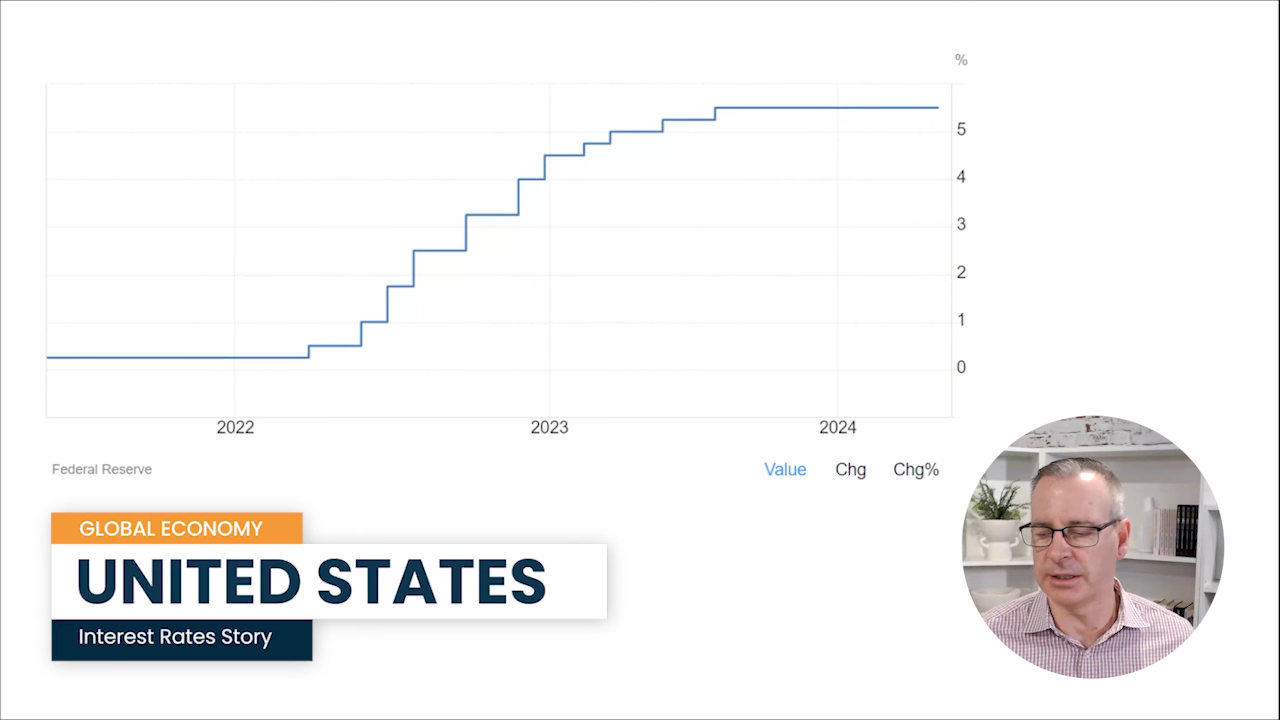 %
5
4
3
2
1
0
2022 2023 2024
Federal Reserve Value Chg Chg%
GLOBAL ECONOMY
UNITED STATES
Interest Rates Story